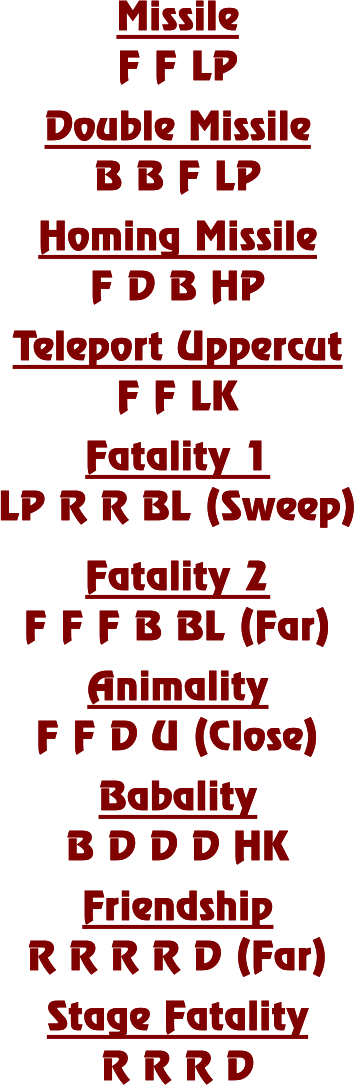 Missile
F F LP
Double Missile
B B F LP
Homing Missile
F D B HP
Teleport Uppercut
F F LK
Fatality 1
LP R R BL (Sweep)
Fatality 2
F F F B BL (Far)
Animality
F F D U (Close)
Babality
B D D D HK
Friendship
R R R R D (Far)
Stage Fatality
R R R D